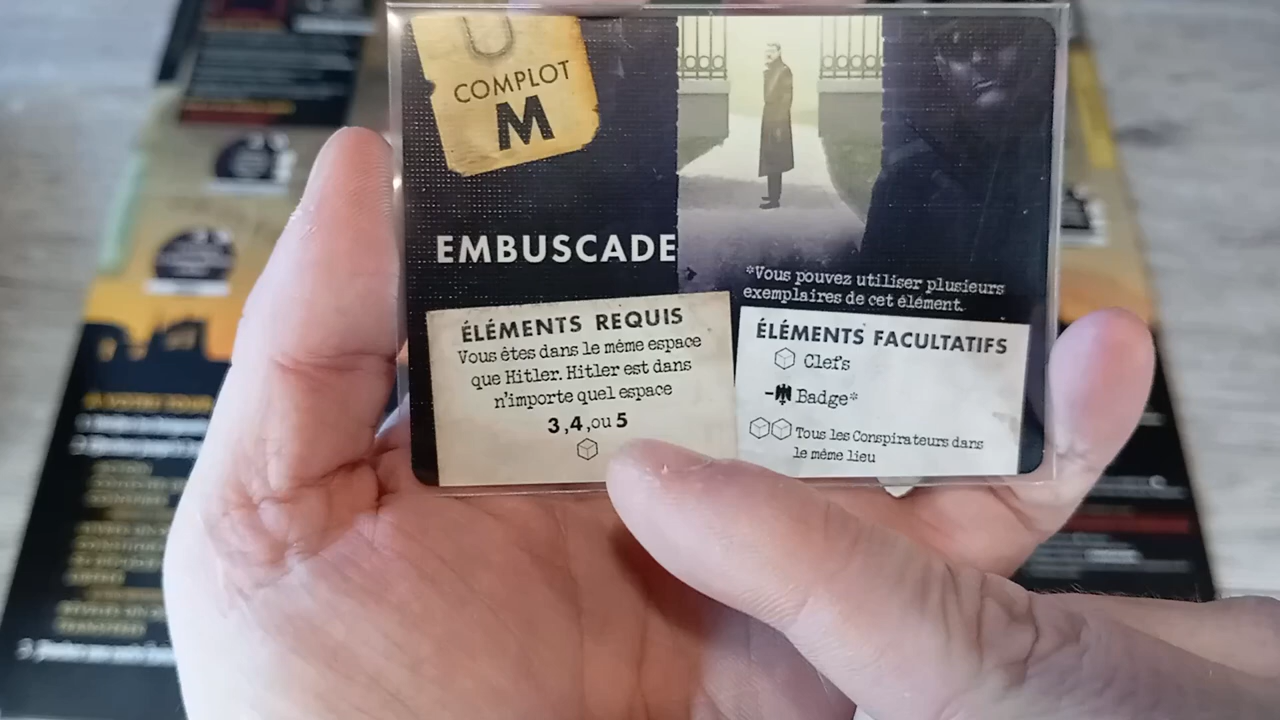 COMPLOT
M
EMBUSCADE
*Vous pouvez utiliser plusieurs
exemplaires de cet élément.
ÉLÉMENTS REQUIS
Vous êtes dans le même espace
que Hitler. Hitler est dans
n'importe quel espace
3,4,ou 5
ÉLÉMENTS FACULTATIFS
Clefs
Badge*
Tous les Conspirateurs dans
le même lieu